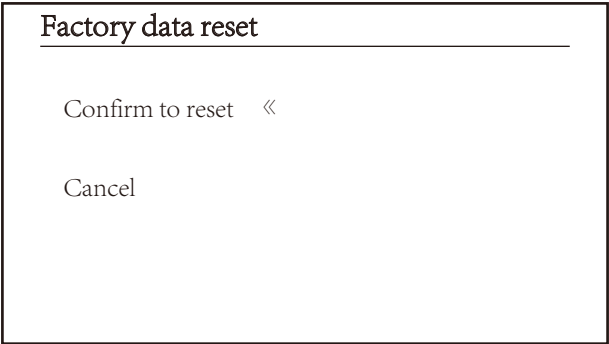 Factory data reset
Confirm to reset «
Cancel